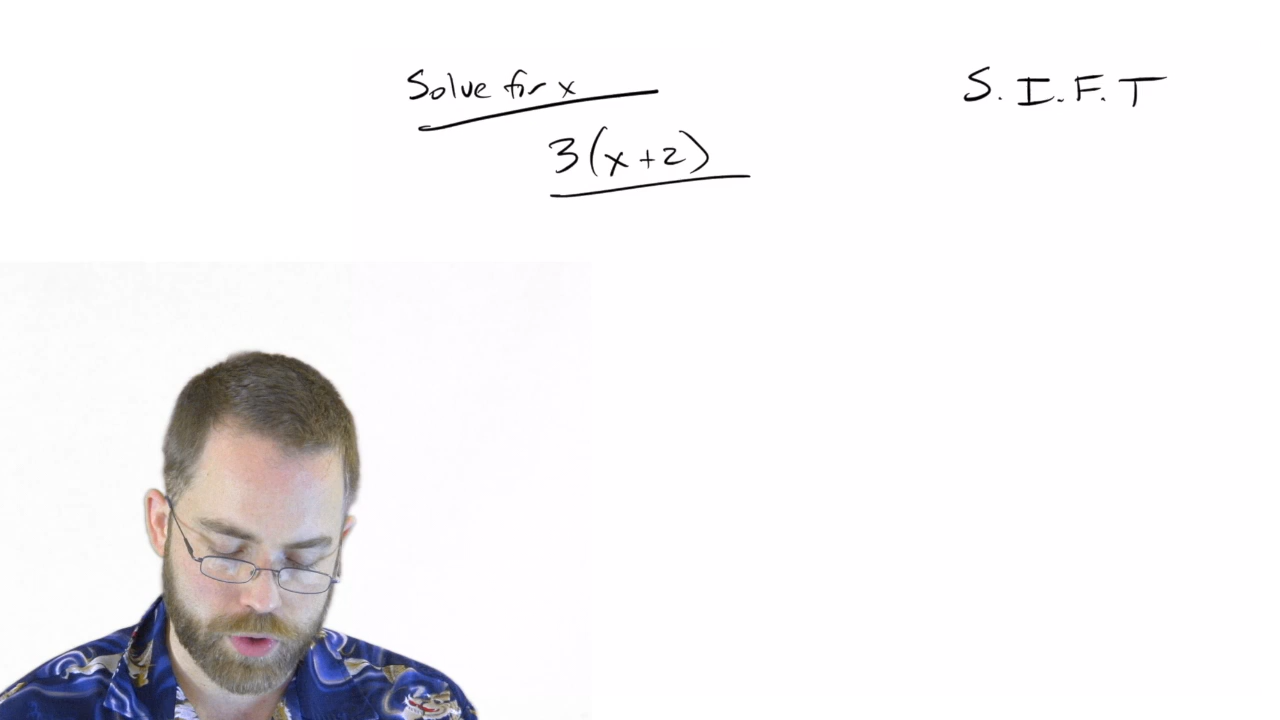 Solve for x
S. I. F. T
3(x+2)